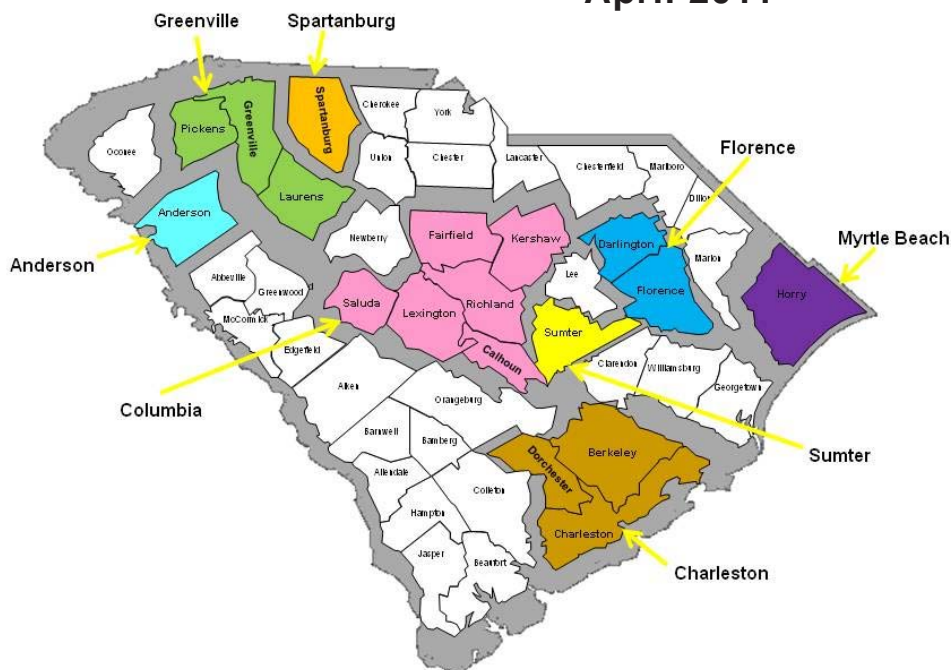 April
Greenville
Spartanburg
Cherokee
York
Spartanburg
Greenville
Pickens
Oconee
Union
Chester
Lancaster
Chesterfield
Marlboro
Florence
Dillon
Laurens
Anderson
Newberry
Fairfield
Kershaw
Darlington
Marion
Myrtle Beach
Anderson
Abbeville
Greenwood
Lee
Florence
Horry
Saluda
Lexington
Richland
McCormick
Edgefield
Sumter
Calhoun
Clarendon
Williamsburg
Georgetown
Aiken
Orangeburg
Columbia
Barnwell
Bamberg
Sumter
Dorchester
Berkeley
Allendale
Colleton
Hampton
Charleston
Jasper
Beaufort
Charleston